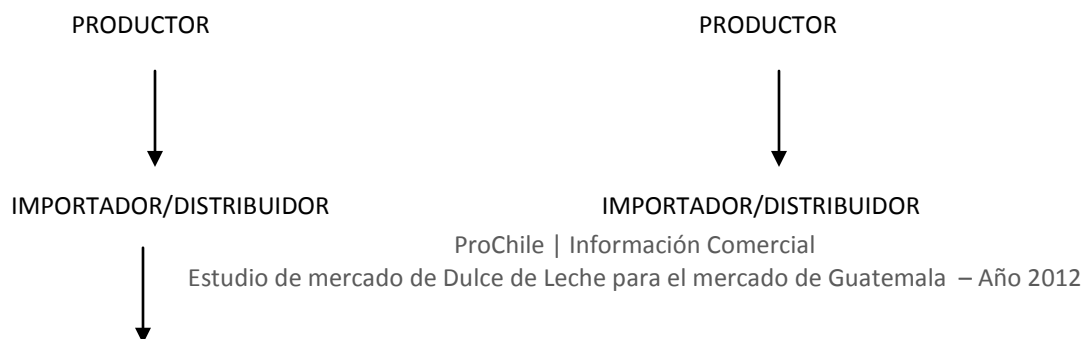 PRODUCTOR PRODUCTOR
IMPORTADOR/DISTRIBUIDOR IMPORTADOR/DISTRIBUIDOR
ProChile | Información Comercial
Estudio de mercado de Dulce de Leche para el mercado de Guatemala – Año 2012